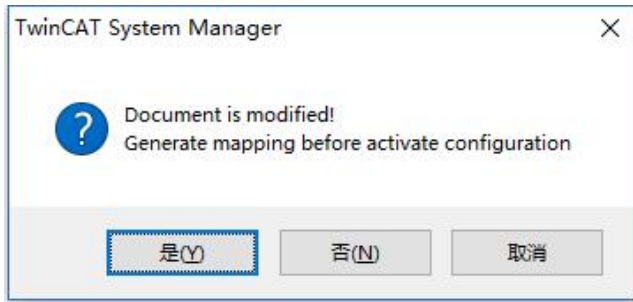 TwinCAT System Manager
Document is modified!
Generate mapping before activate configuration
是(Y) 否(N) 取消